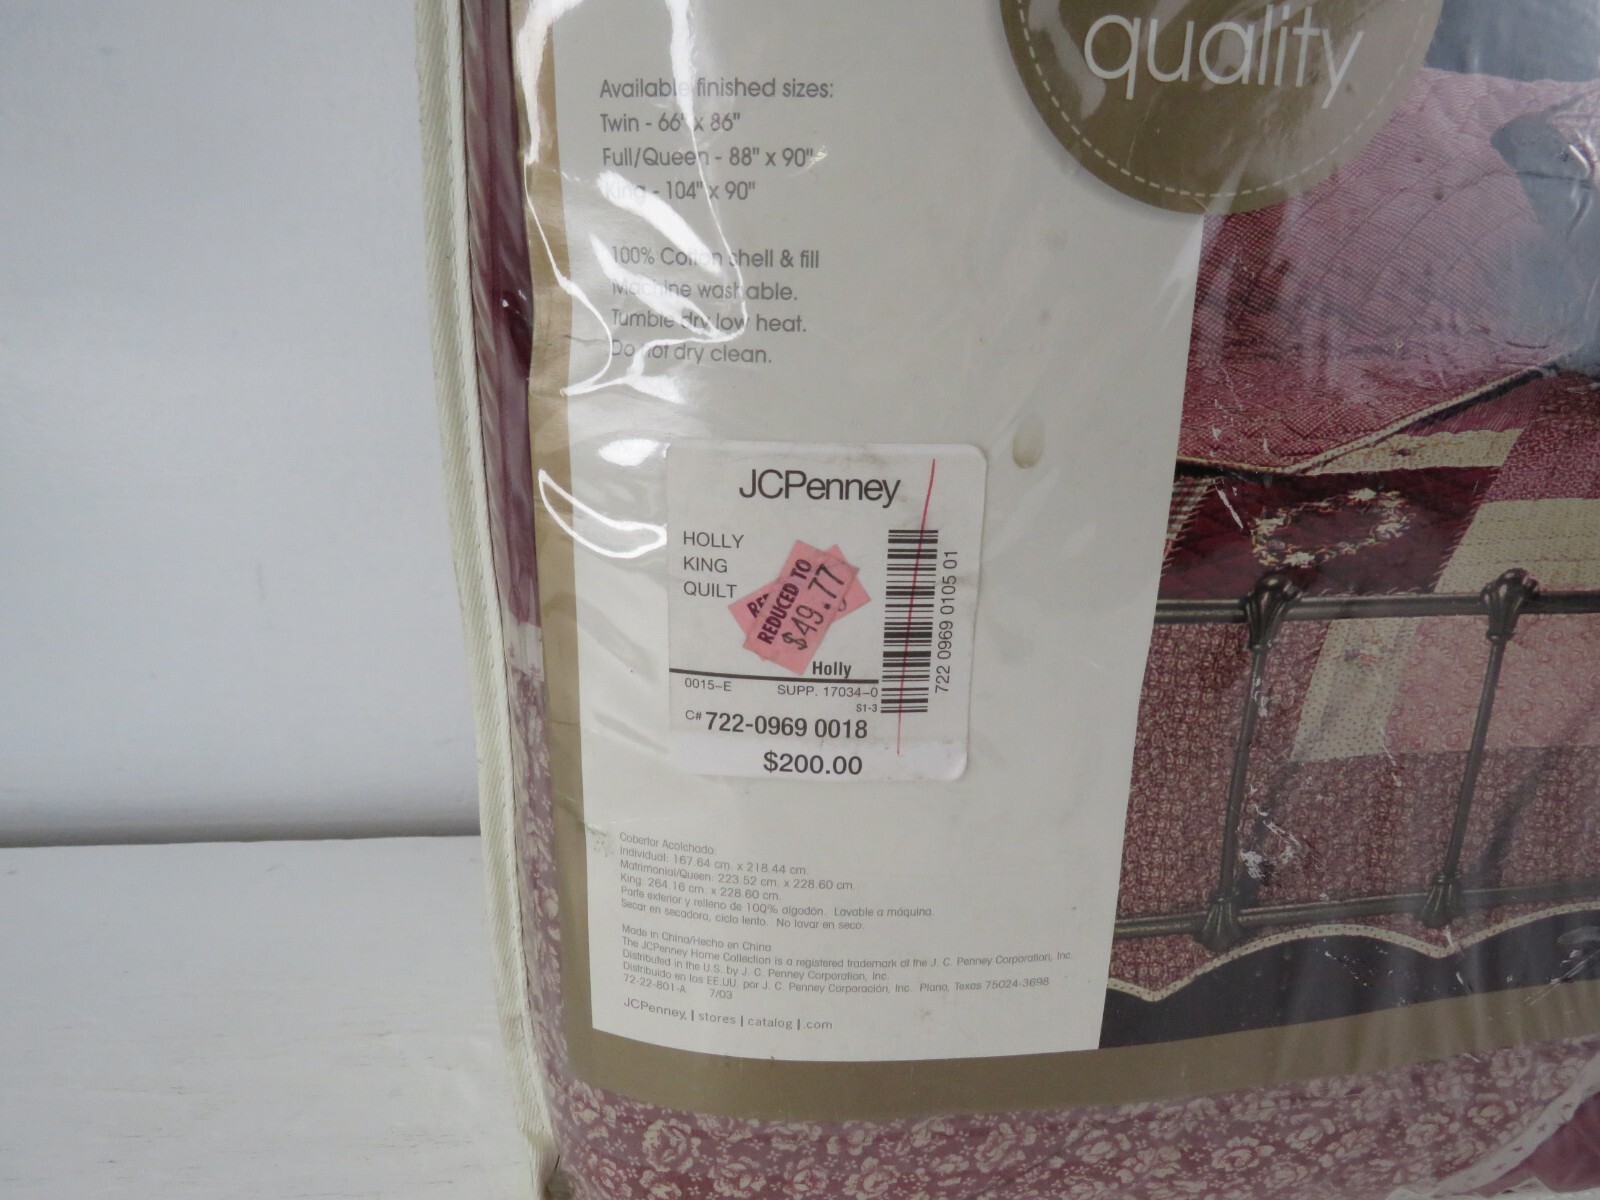 quality
Available finished sizes:
Twin - 66" x 86"
Full/Queen - 88" x 90"
King - 104" x 90"
100% Cotton shell & fill
Machine washable.
Tumble dry low heat.
Do not dry clean.
JCPenney
HOLLY
KING
QUILT
REDUCED TO
$49.77
Holly
0015-E SUPP. 17034-0
S1-3
C# 722-0969 0018
$200.00
722 0969 0105 01
Cobertor Acolchado:
Individual: 167.64 cm. x 218.44 cm.
Matrimonial/Queen: 223.52 cm. x 228.60 cm.
King: 264.16 cm. x 228.60 cm.
Parte exterior y relleno de 100% algodón. Lavable a máquina.
Secar en secadora, ciclo lento. No lavar en seco.
Made in China/Hecho en China
The JCPenney Home Collection is a registered trademark of the J. C. Penney Corporation, Inc.
Distributed in the U.S. by J. C. Penney Corporation, Inc.
Distribuido en los EE.UU. por J. C. Penney Corporación, Inc. Plano, Texas 75024-3698
72-22-801-A 7/03
JCPenney. | stores | catalog | .com